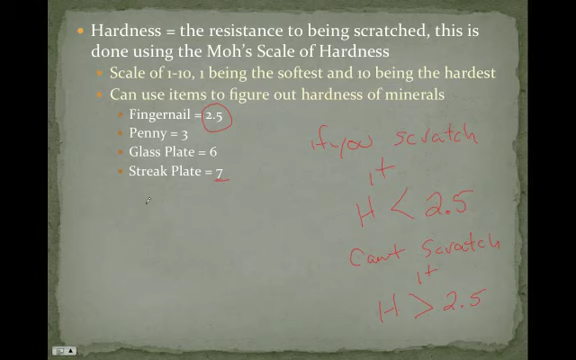 Hardness = the resistance to being scratched, this is
done using the Moh's Scale of Hardness
Scale of 1-10, 1 being the softest and 10 being the hardest
Can use items to figure out hardness of minerals
Fingernail = 2.5
Penny = 3
Glass Plate = 6
Streak Plate = 7
if you scratch
it
H < 2.5
Can't scratch
it
H > 2.5